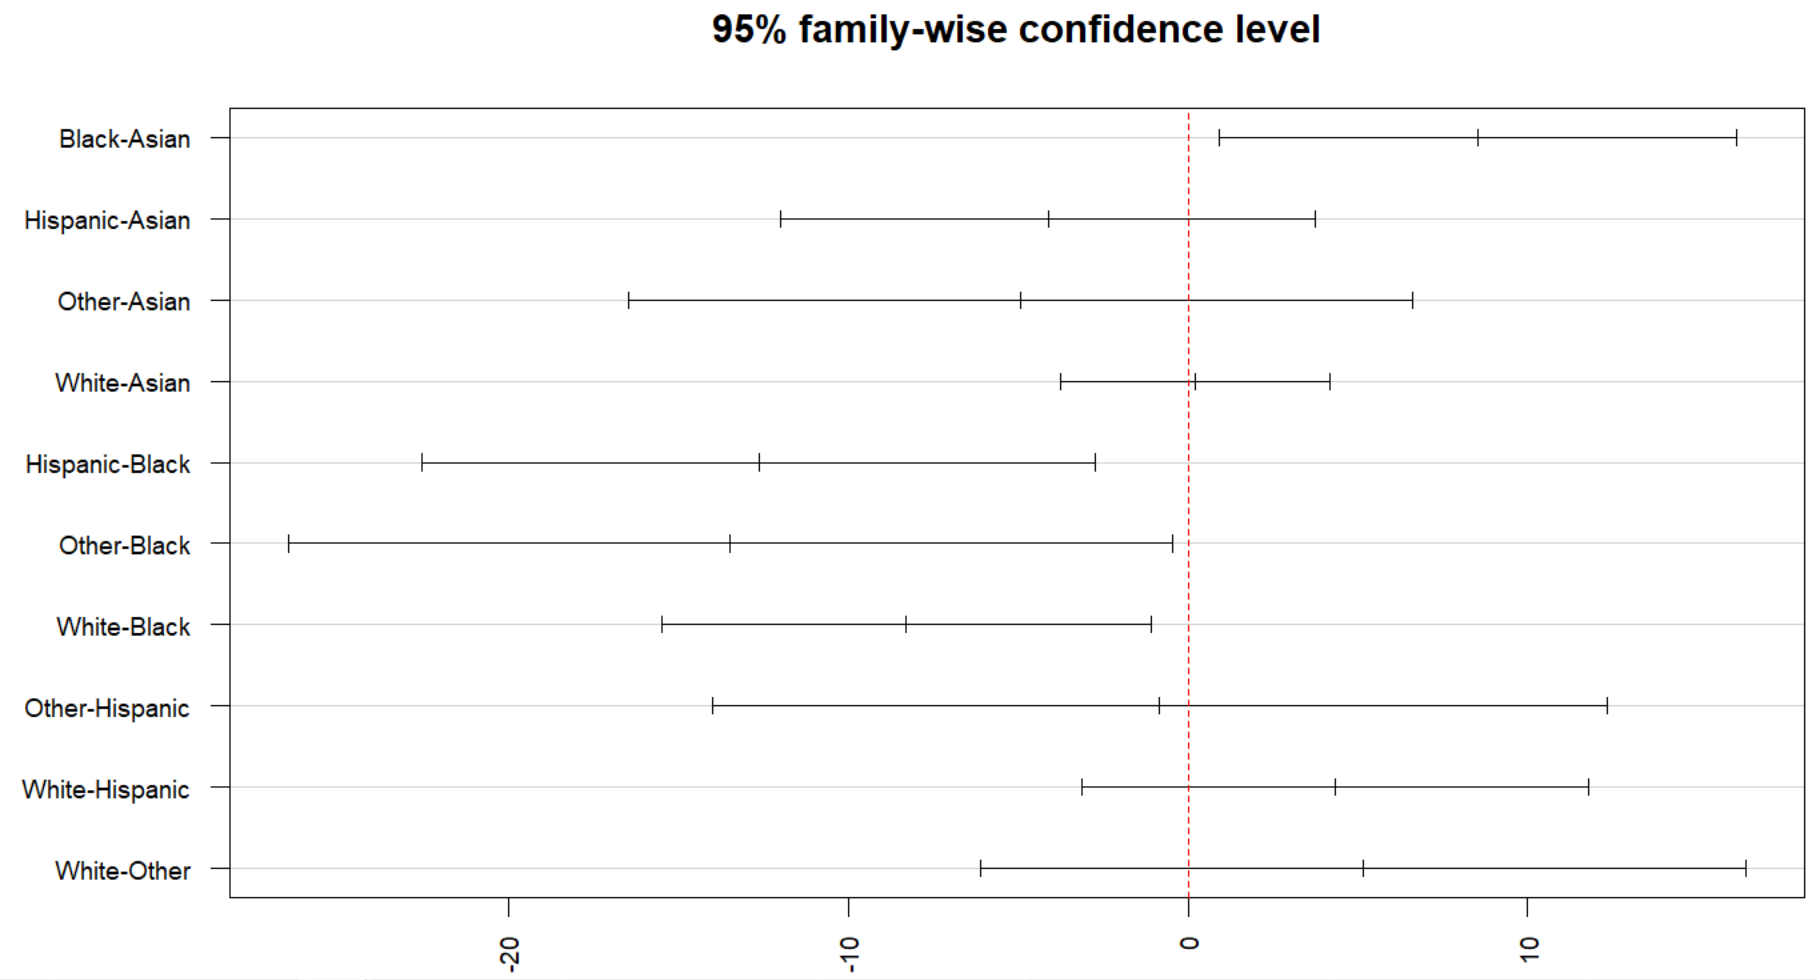 95% family-wise confidence level
Black-Asian
Hispanic-Asian
Other-Asian
White-Asian
Hispanic-Black
Other-Black
White-Black
Other-Hispanic
White-Hispanic
White-Other
-20
-10
0
10